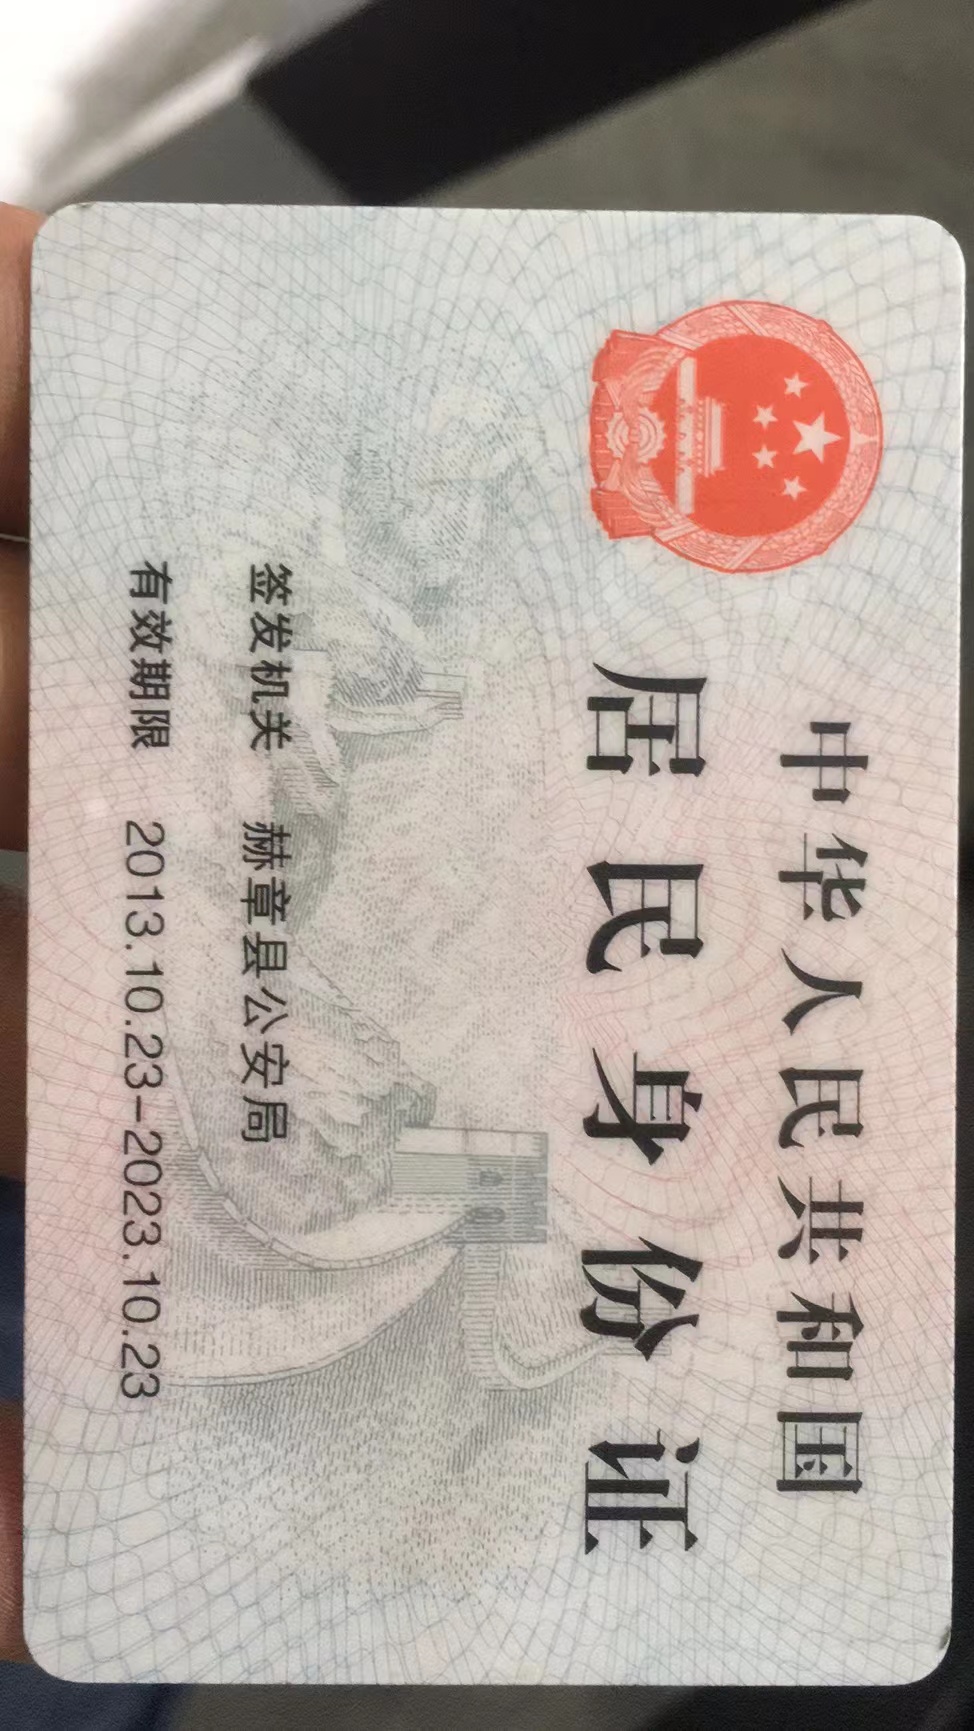 中华人民共和国
居民身份证
签发机关 赫章县公安局
有效期限 2013.10.23-2023.10.23